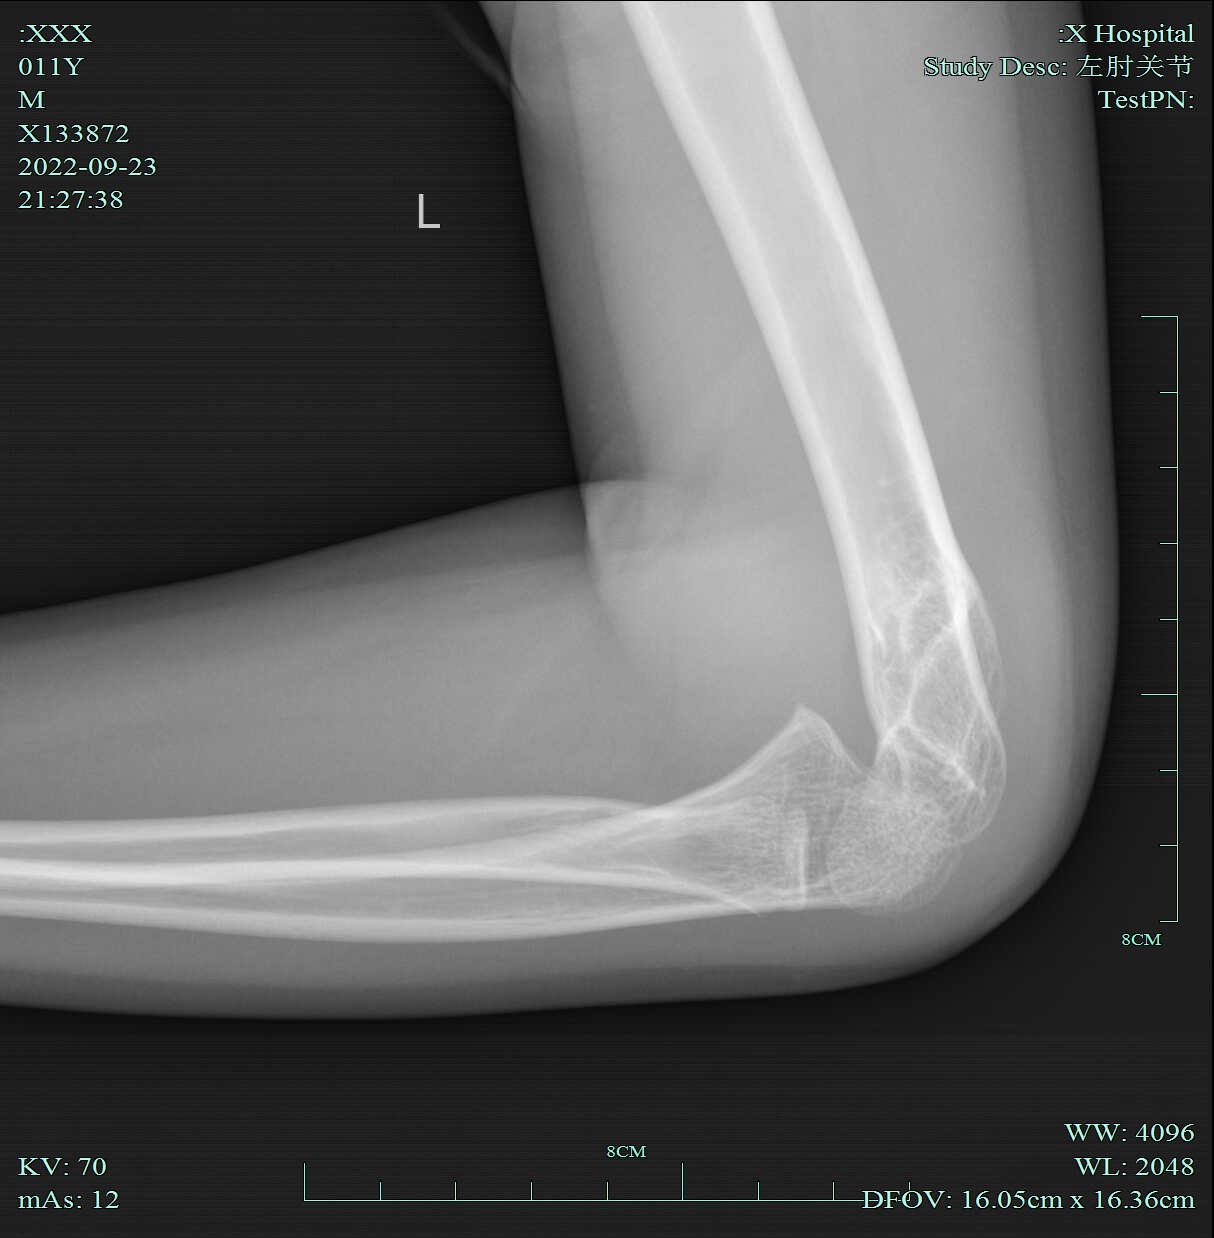 :XXX
011Y
M
X133872
2022-09-23
21:27:38
:X Hospital
Study Desc: 左肘关节
TestPN:
L
8CM
8CM
KV: 70
mAs: 12
WW: 4096
WL: 2048
DFOV: 16.05cm x 16.36cm